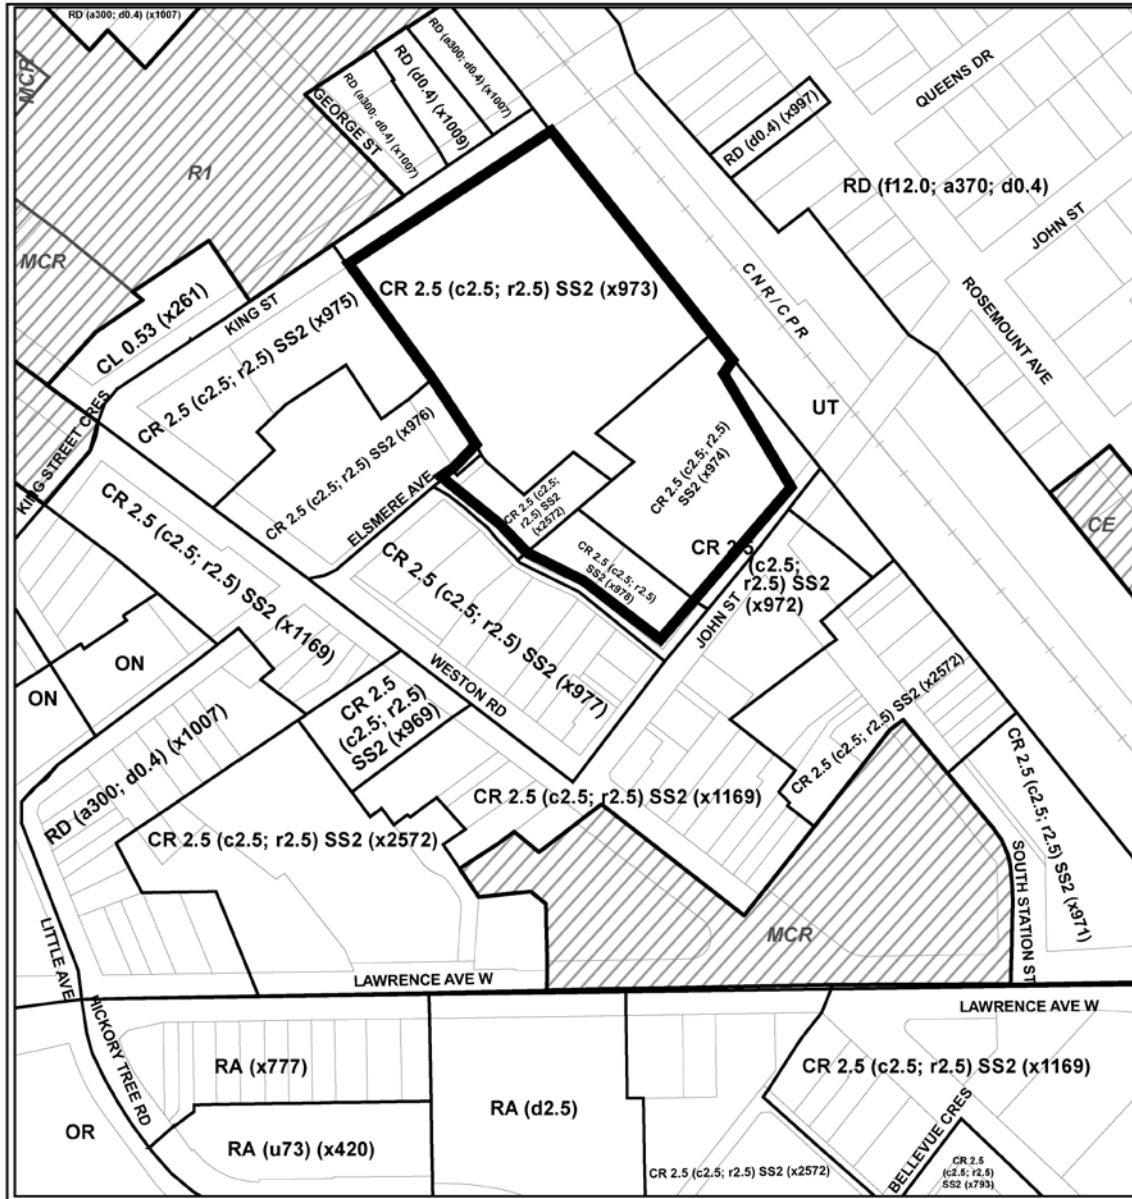 RD (a300; d0.4) (x1007)
MCR
R1
MCR
RD (a300; d0.4) (x1007)
RD (d0.4) (x1009)
RD (a300; d0.4) (x1007)
GEORGE ST
QUEENS DR
RD (d0.4) (x997)
RD (f12.0; a370; d0.4)
JOHN ST
ROSEMOUNT AVE
CNR/CPR
UT
CE
CL 0.53 (x261)
KING ST
KING STREET CRES
CR 2.5 (c2.5; r2.5) SS2 (x973)
CR 2.5 (c2.5; r2.5) SS2 (x975)
CR 2.5 (c2.5; r2.5) SS2 (x976)
ELSMERE AVE
CR 2.5 (c2.5; r2.5)
SS2 (x974)
CR 2.5 (c2.5;
r2.5) SS2
(x2572)
CR 2.5 (c2.5; r2.5)
SS2 (x978)
CR 2.5
(c2.5;
r2.5) SS2
(x972)
JOHN ST
CR 2.5 (c2.5; r2.5) SS2 (x1169)
CR 2.5 (c2.5; r2.5) SS2 (x977)
WESTON RD
ON
ON
RD (a300; d0.4) (x1007)
CR 2.5
(c2.5; r2.5)
SS2 (x969)
CR 2.5 (c2.5; r2.5) SS2 (x2572)
CR 2.5 (c2.5; r2.5) SS2 (x1169)
CR 2.5 (c2.5; r2.5) SS2 (x2572)
CR 2.5 (c2.5; r2.5) SS2 (x971)
SOUTH STATION ST
MCR
LITTLE AVE
LAWRENCE AVE W
LAWRENCE AVE W
HICKORY TREE RD
RA (x777)
RA (d2.5)
RA (u73) (x420)
OR
CR 2.5 (c2.5; r2.5) SS2 (x1169)
BELLEVUE CRES
CR 2.5 (c2.5; r2.5) SS2 (x2572)
CR 2.5
(c2.5; r2.5)
SS2 (x793)